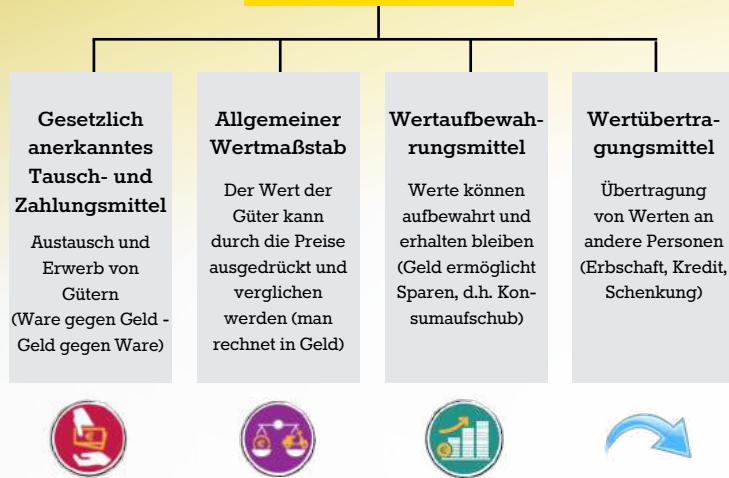 Gesetzlich
anerkanntes
Tausch- und
Zahlungsmittel
Austausch und
Erwerb von
Gütern
(Ware gegen Geld -
Geld gegen Ware)
Allgemeiner
Wertmaßstab
Der Wert der
Güter kann
durch die Preise
ausgedrückt und
verglichen
werden (man
rechnet in Geld)
Wertaufbewah-
rungsmittel
Werte können
aufbewahrt und
erhalten bleiben
(Geld ermöglicht
Sparen, d.h. Kon-
sumaufschub)
Wertübertra-
gungsmittel
Übertragung
von Werten an
andere Personen
(Erbschaft, Kredit,
Schenkung)